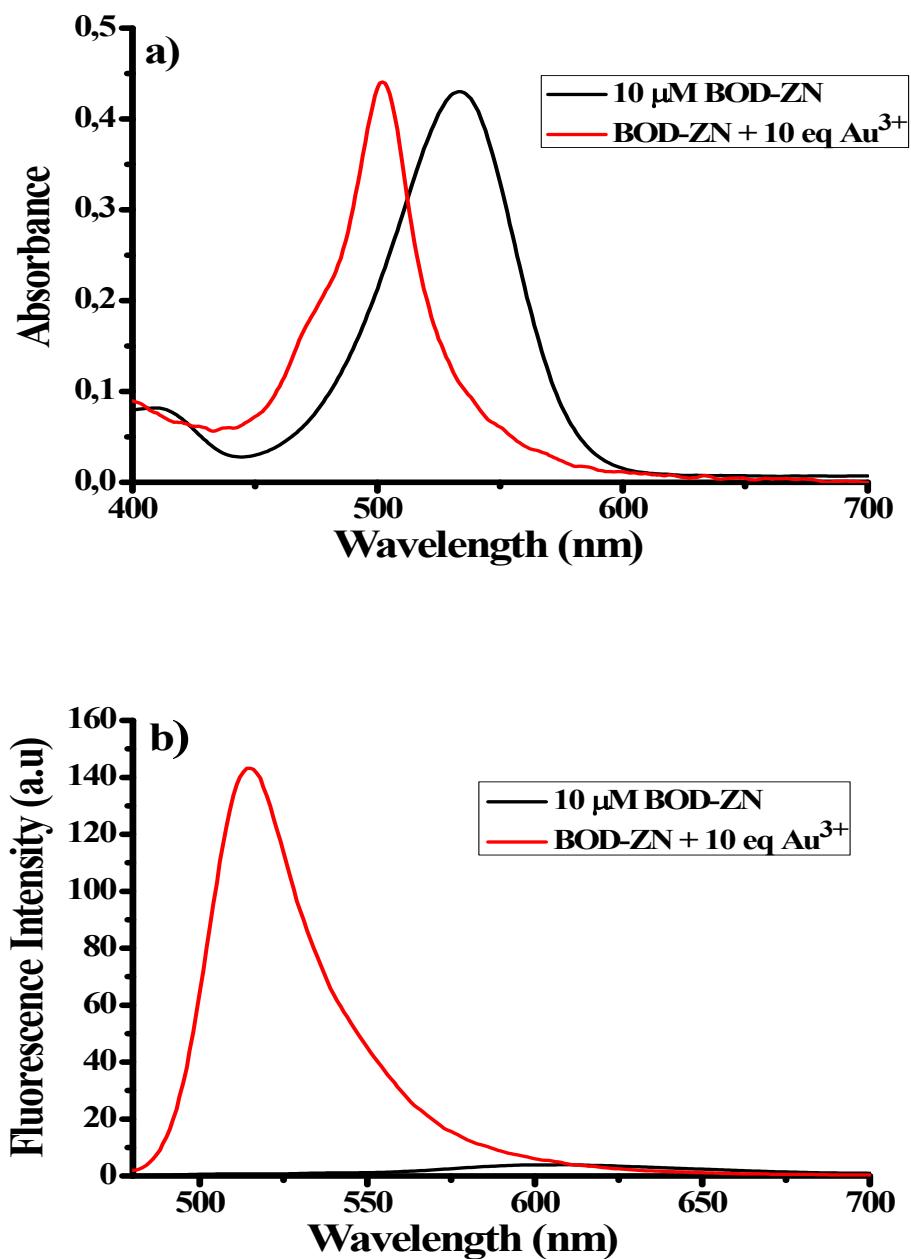 a)
0,5
0,4
0,3
0,2
0,1
0,0
Absorbance
10 μM BOD-ZN
BOD-ZN + 10 eq Au³⁺
400
500
600
700
Wavelength (nm)
b)
160
140
120
100
80
60
40
20
0
Fluorescence Intensity (a.u)
10 μM BOD-ZN
BOD-ZN + 10 eq Au³⁺
500
550
600
650
700
Wavelength (nm)